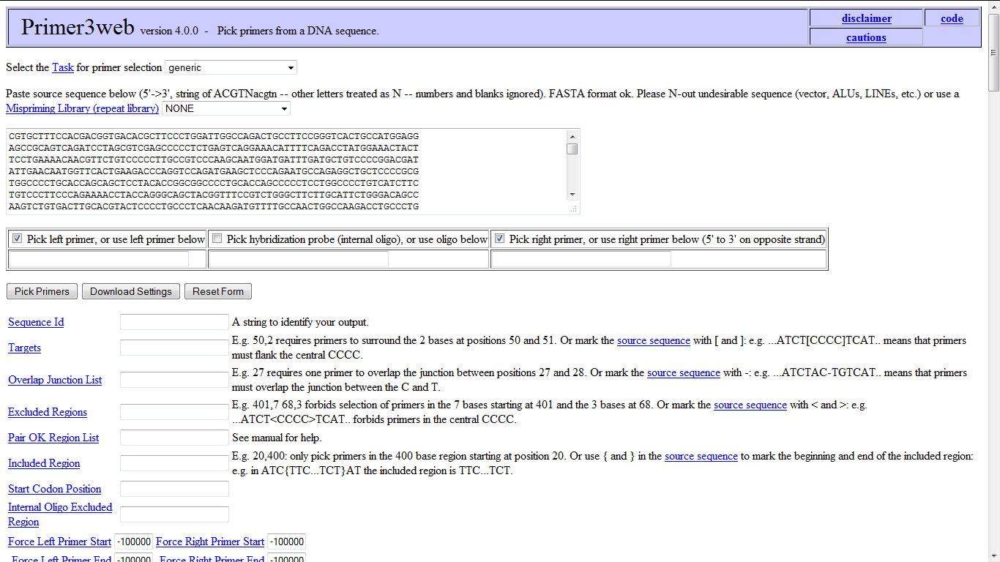 Primer3web version 4.0.0 - Pick primers from a DNA sequence.
disclaimer
code
cautions
Select the Task for primer selection generic
Paste source sequence below (5'->3', string of ACGTNacgtn -- other letters treated as N -- numbers and blanks ignored). FASTA format ok. Please N-out undesirable sequence (vector, ALUs, LINEs, etc.) or use a
Mispriming Library (repeat library) NONE
CGTGCTTTCCACGACGGTGACACGCTTCCCTGGATTGGCCAGACTGCCTTCCGGGTCACTGCCATGGAGG
AGCCGCAGTCAGATCCTAGCGTCGAGCCCCCTCTGAGTCAGGAAACATTTTCAGACCTATGGAAACTACT
TCCTGAAAACAACGTTCTGTCCCCCTTGCCGTCCCAAGCAATGGATGATTTGATGCTGTCCCCGGACGAT
ATTGAACAATGGTTCACTGAAGACCCAGGTCCAGATGAAGCTCCCAGAATGCCAGAGGCTGCTCCCCGCG
TGGCCCCTGCACCAGCAGCTCCTACACCGGCGGCCCCTGCACCAGCCCCCTCCTGGCCCCTGTCATCTTC
TGTCCCTTCCCAGAAAACCTACCAGGGCAGCTACGGTTTCCGTCTGGGCTTCTTGCATTCTGGGACAGCC
AAGTCTGTGACTTGCACGTACTCCCCTGCCCTCAACAAGATGTTTTGCCAACTGGCCAAGACCTGCCCTG
Pick left primer, or use left primer below
Pick hybridization probe (internal oligo), or use oligo below
Pick right primer, or use right primer below (5' to 3' on opposite strand)
Pick Primers
Download Settings
Reset Form
Sequence Id
A string to identify your output.
Targets
E.g. 50,2 requires primers to surround the 2 bases at positions 50 and 51. Or mark the source sequence with [ and ]: e.g. ...ATCT[CCCC]TCAT.. means that primers
must flank the central CCCC.
Overlap Junction List
E.g. 27 requires one primer to overlap the junction between positions 27 and 28. Or mark the source sequence with -: e.g. ...ATCTAC-TGTCAT.. means that primers
must overlap the junction between the C and T.
Excluded Regions
E.g. 401,7 68,3 forbids selection of primers in the 7 bases starting at 401 and the 3 bases at 68. Or mark the source sequence with < and >: e.g.
...ATCT<CCCC>TCAT.. forbids primers in the central CCCC.
Pair OK Region List
See manual for help.
Included Region
E.g. 20,400: only pick primers in the 400 base region starting at position 20. Or use { and } in the source sequence to mark the beginning and end of the included region:
e.g. in ATC{TTC...TCT}AT the included region is TTC...TCT.
Start Codon Position
Internal Oligo Excluded
Region
Force Left Primer Start -100000 Force Right Primer Start -100000
Force Left Primer End -100000 Force Right Primer End -100000